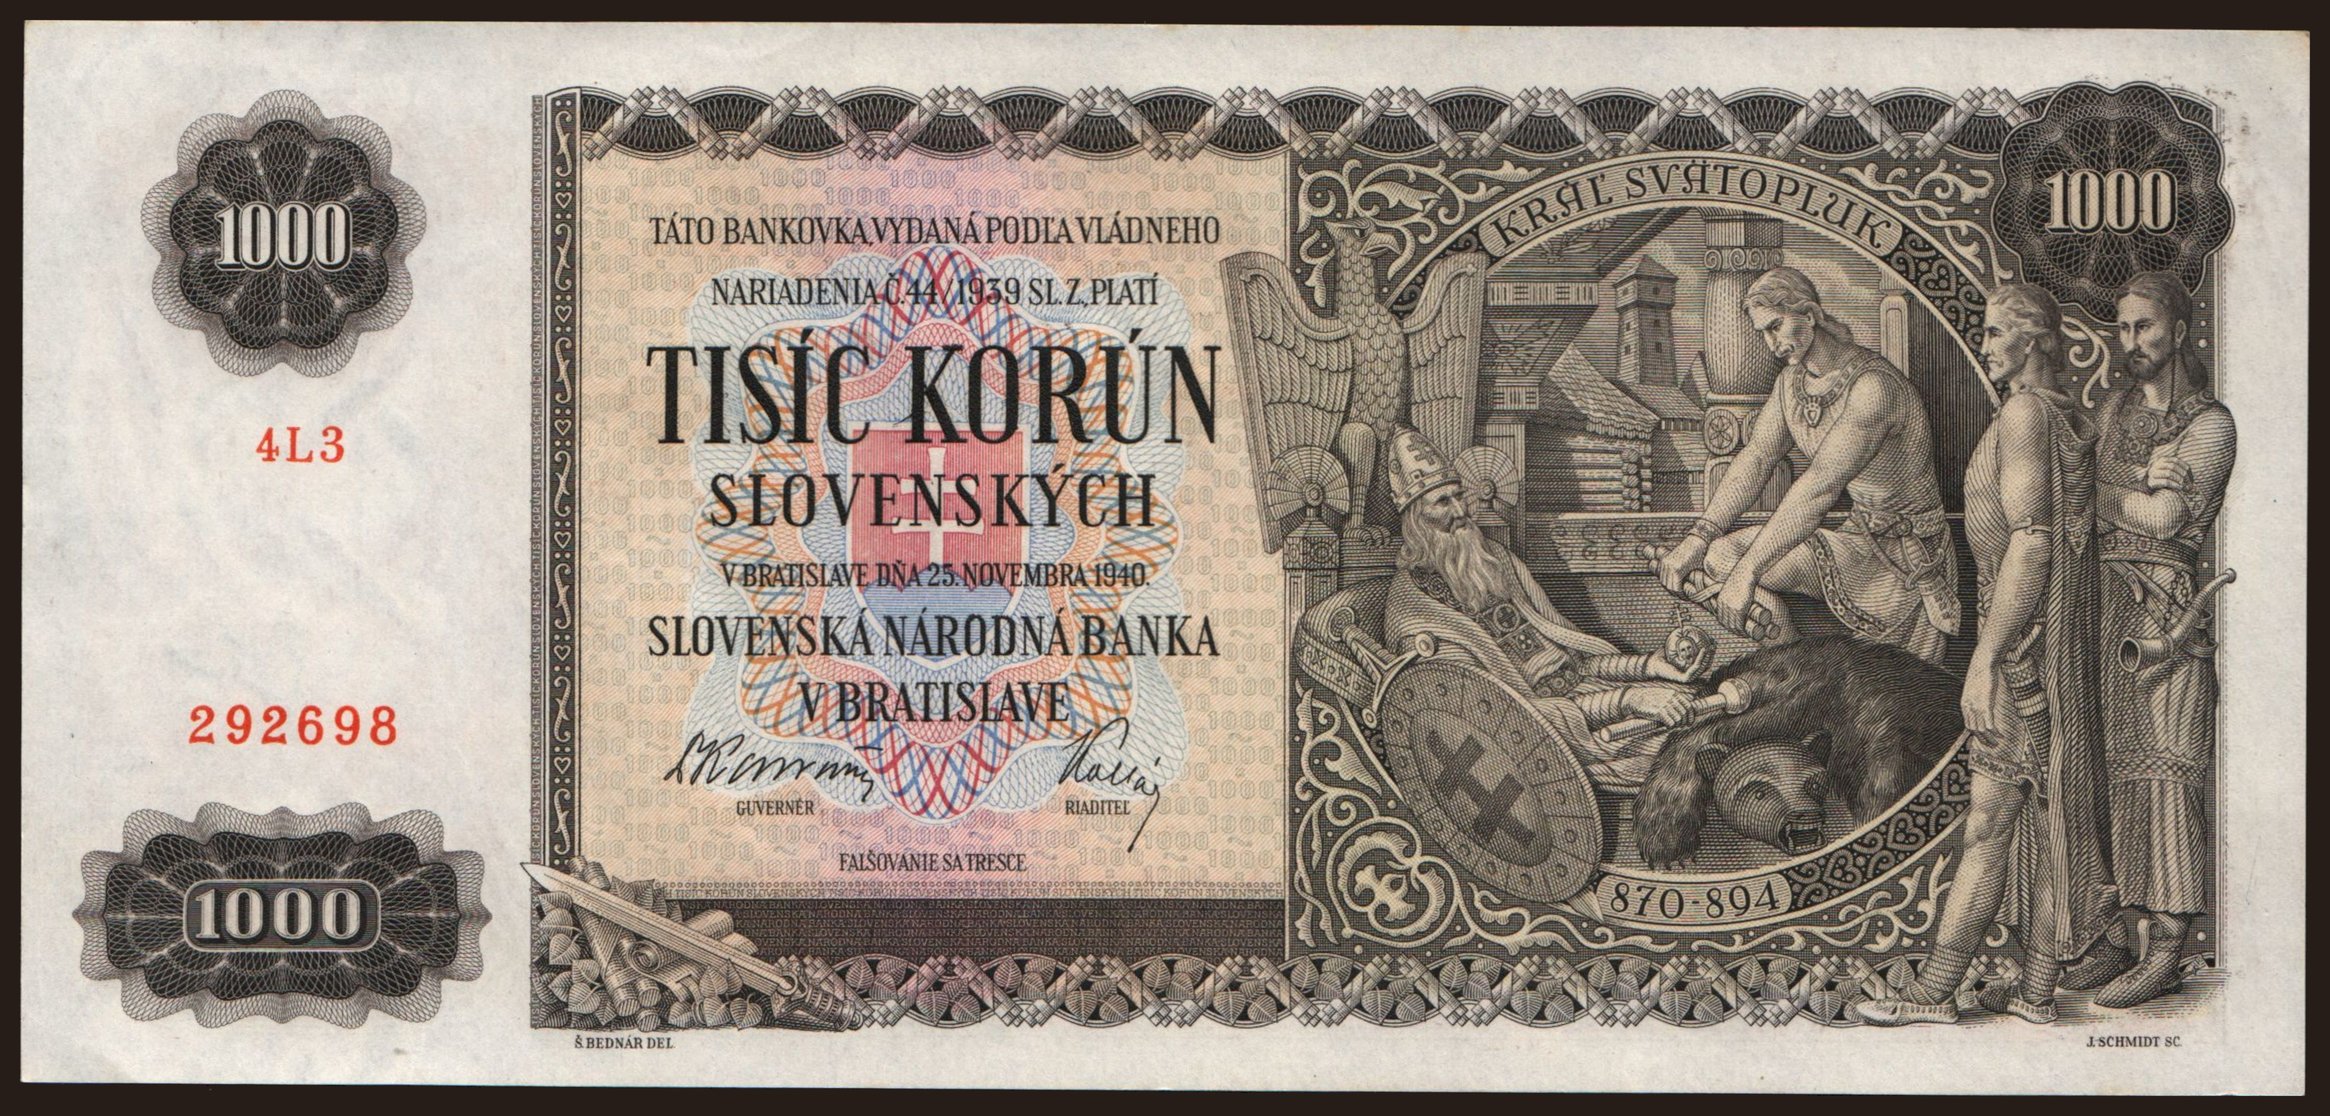 1000
4L3
292698
1000
TÁTO BANKOVKA, VYDANÁ PODĽA VLÁDNEHO
NARIADENIA Č. 44/1939 SL. Z., PLATÍ
TISÍC KORÚN
SLOVENSKÝCH
V BRATISLAVE DŇA 25. NOVEMBRA 1940.
SLOVENSKÁ NÁRODNÁ BANKA
V BRATISLAVE
GUVERNÉR
RIADITEĽ
FALŠOVANIE SA TRESCE
KRÁĽ SVÄTOPLUK
1000
870-894
Š. BEDNÁR DEL.
J. SCHMIDT SC.